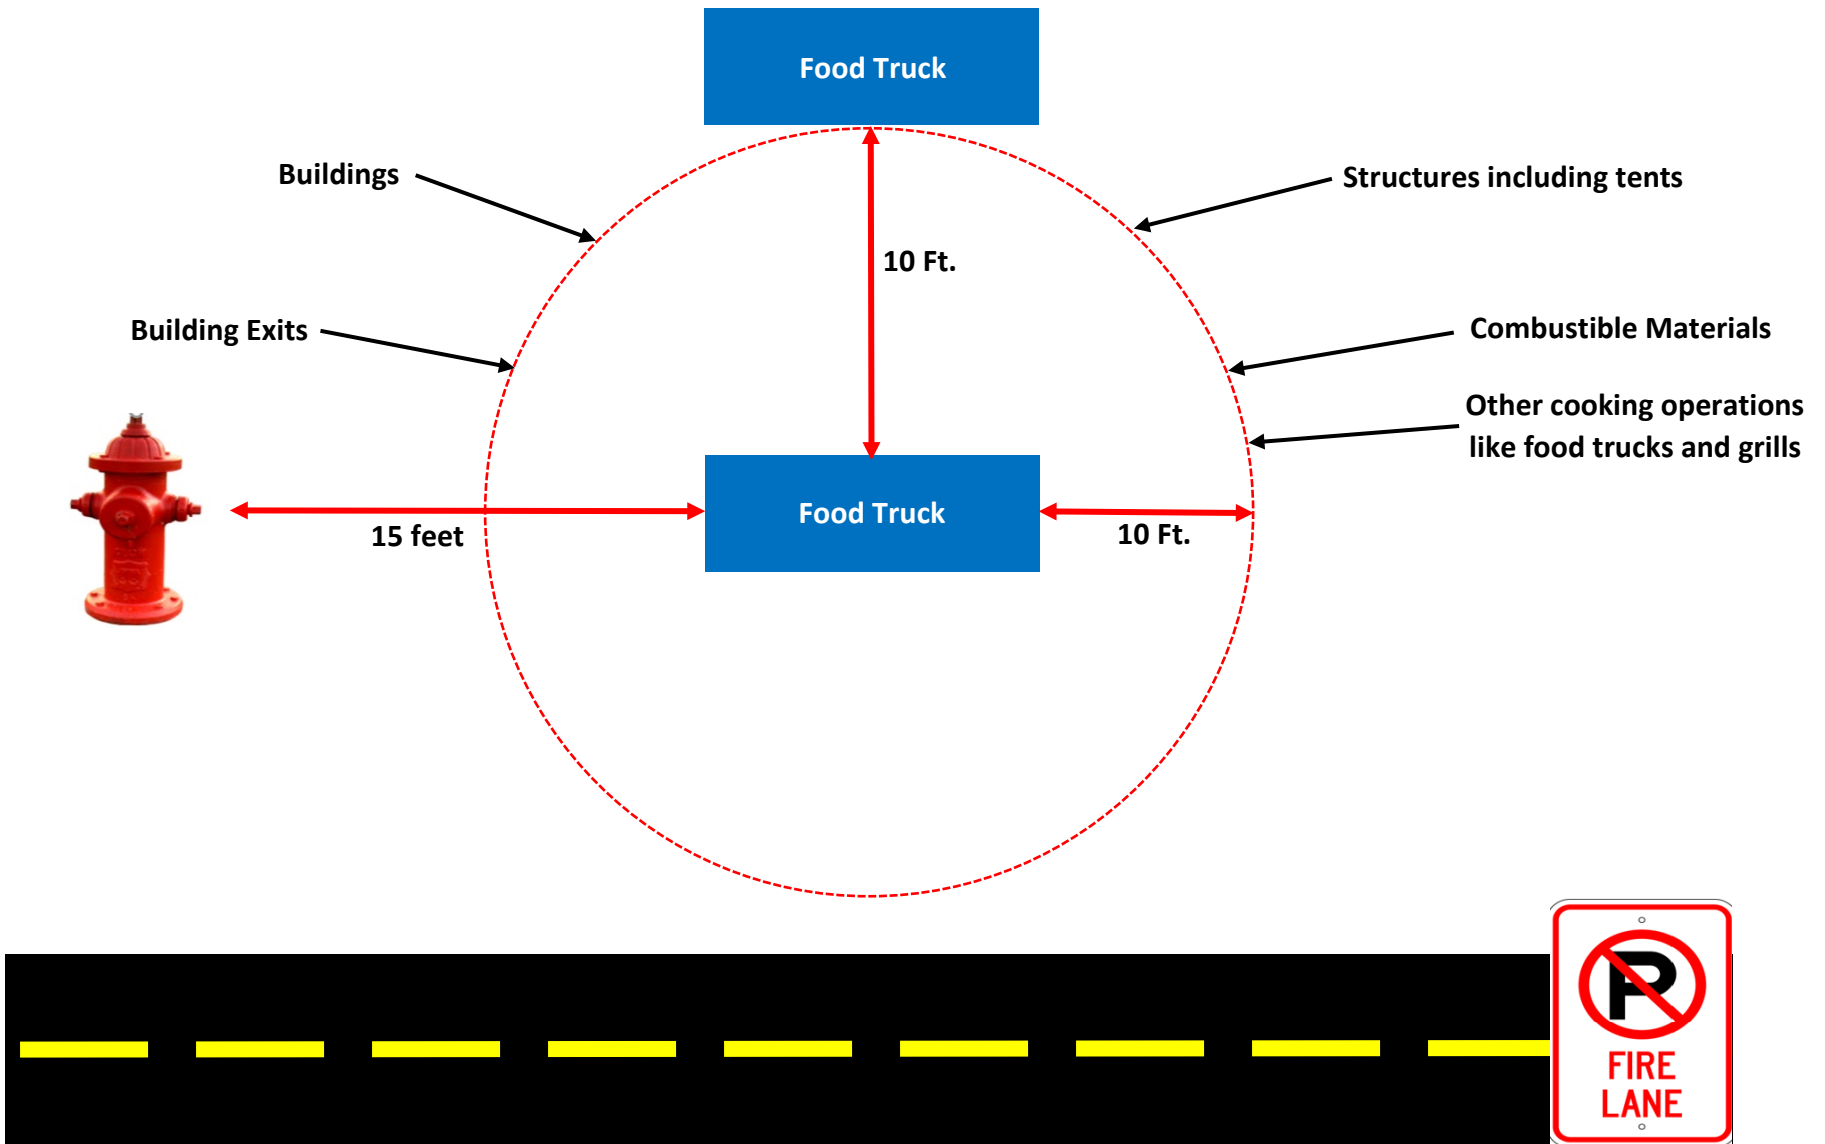 Food Truck
Buildings
Structures including tents
10 Ft.
Building Exits
Combustible Materials
Other cooking operations
like food trucks and grills
Food Truck
15 feet
10 Ft.
P
FIRE
LANE